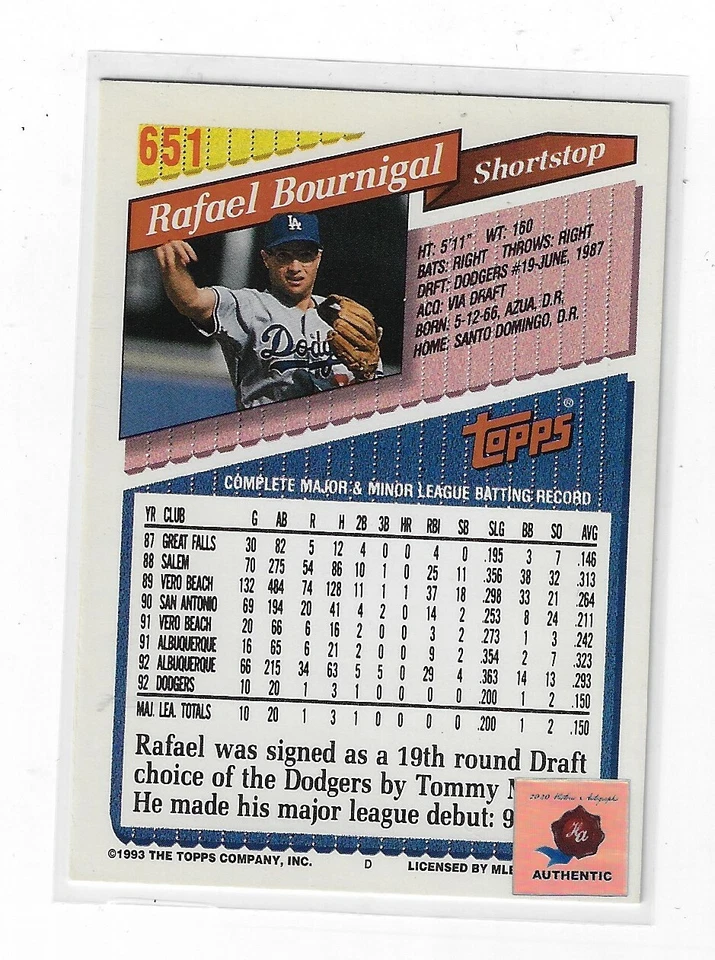 651
Rafael Bournigal
Shortstop
LA
Dodg
HT: 5'11" WT: 160
BATS: RIGHT THROWS: RIGHT
DRFT: DODGERS #19-JUNE, 1987
ACQ: VIA DRAFT
BORN: 5-12-66, AZUA, D.R.
HOME: SANTO DOMINGO, D.R.
topps®
COMPLETE MAJOR & MINOR LEAGUE BATTING RECORD
YR CLUB G AB R H 2B 3B HR RBI SB SLG BB SO AVG
87 GREAT FALLS 30 82 5 12 4 0 0 4 0 .195 3 7 .146
88 SALEM 70 275 54 86 10 1 0 25 11 .356 38 32 .313
89 VERO BEACH 132 484 74 128 11 1 1 37 18 .298 33 21 .264
90 SAN ANTONIO 69 194 20 41 4 2 0 14 2 .253 8 24 .211
91 VERO BEACH 20 66 6 16 2 0 0 3 2 .273 1 3 .242
91 ALBUQUERQUE 16 65 6 21 2 0 0 9 2 .354 2 7 .323
92 ALBUQUERQUE 66 215 34 63 5 5 0 29 4 .363 14 13 .293
92 DODGERS 10 20 1 3 1 0 0 0 0 .200 1 2 .150
MAJ. LEA. TOTALS 10 20 1 3 1 0 0 0 0 .200 1 2 .150
Rafael was signed as a 19th round Draft
choice of the Dodgers by Tommy
He made his major league debut: 9
2020 Historic Autographs
HA
AUTHENTIC
©1993 THE TOPPS COMPANY, INC. D LICENSED BY MLB